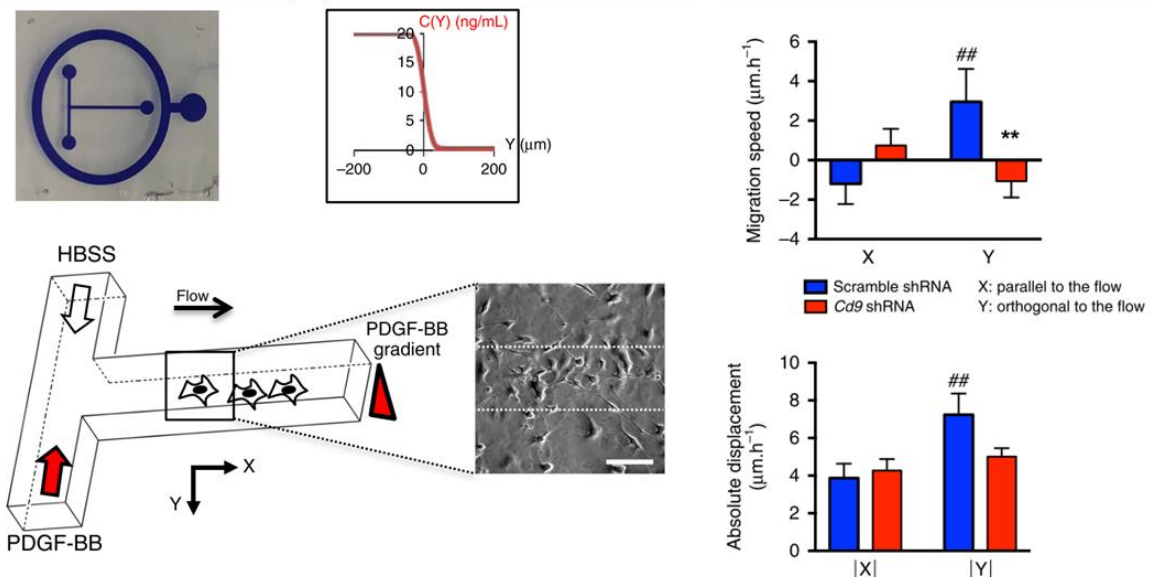 C(Y) (ng/mL)
20
15
10
5
0
Y (μm)
−200
0
200
HBSS
Flow
PDGF-BB
gradient
X
Y
PDGF-BB
Migration speed (μm.h⁻¹)
6
4
2
0
−2
−4
##
**
X
Y
Scramble shRNA
X: parallel to the flow
Cd9 shRNA
Y: orthogonal to the flow
Absolute displacement
(μm.h⁻¹)
10
8
6
4
2
0
##
|X|
|Y|